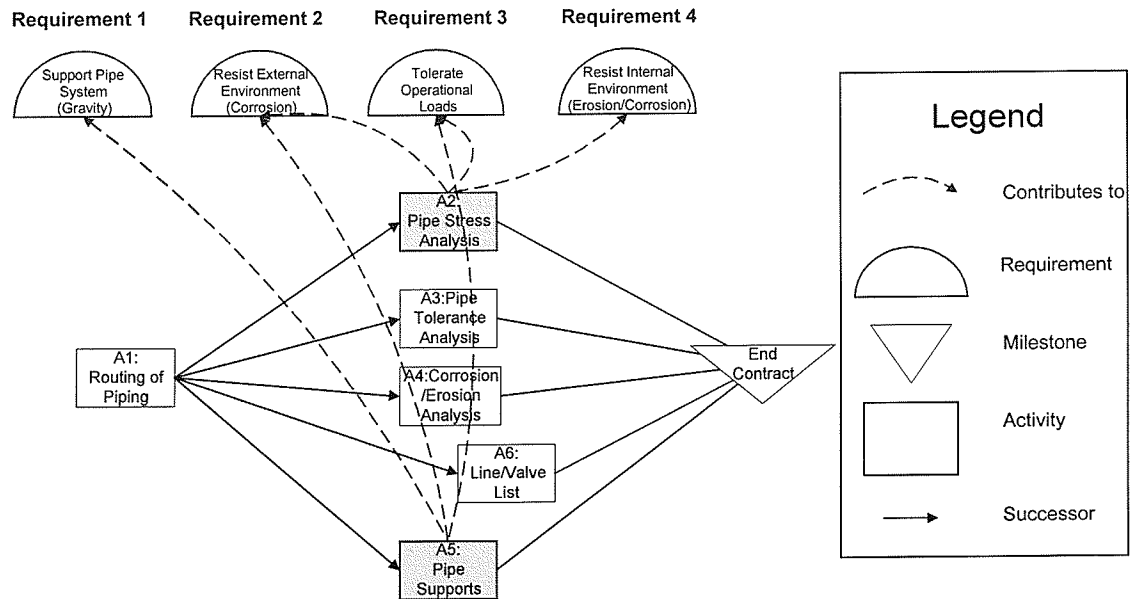 Requirement 1
Requirement 2
Requirement 3
Requirement 4
Support Pipe
System
(Gravity)
Resist External
Environment
(Corrosion)
Tolerate
Operational
Loads
Resist Internal
Environment
(Erosion/Corrosion)
A2:
Pipe Stress
Analysis
A3:Pipe
Tolerance
Analysis
A1:
Routing of
Piping
A4:Corrosion
/Erosion
Analysis
A6:
Line/Valve
List
A5:
Pipe
Supports
End
Contract
Legend
Contributes to
Requirement
Milestone
Activity
Successor